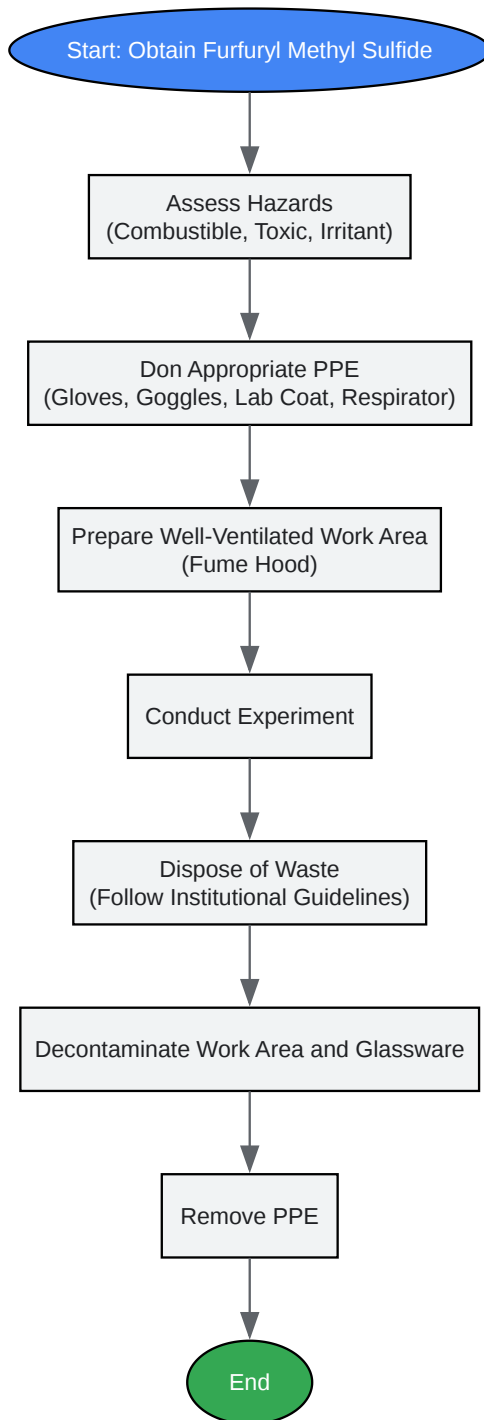 Start: Obtain Furfuryl Methyl Sulfide
Assess Hazards
(Combustible, Toxic, Irritant)
Don Appropriate PPE
(Gloves, Goggles, Lab Coat, Respirator)
Prepare Well-Ventilated Work Area
(Fume Hood)
Conduct Experiment
Dispose of Waste
(Follow Institutional Guidelines)
Decontaminate Work Area and Glassware
Remove PPE
End